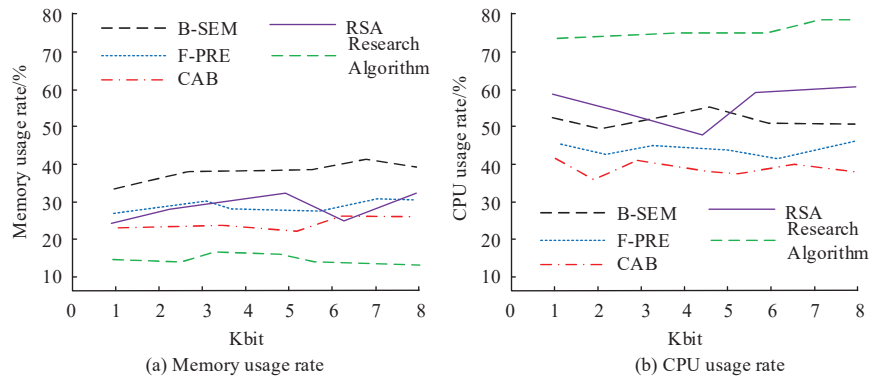 80
70
60
50
40
30
20
10
Memory usage rate/%
B-SEM
F-PRE
CAB
RSA
Research
Algorithm
0 1 2 3 4 5 6 7 8
Kbit
(a) Memory usage rate
80
70
60
50
40
30
20
10
CPU usage rate/%
B-SEM
F-PRE
CAB
RSA
Research
Algorithm
0 1 2 3 4 5 6 7 8
Kbit
(b) CPU usage rate